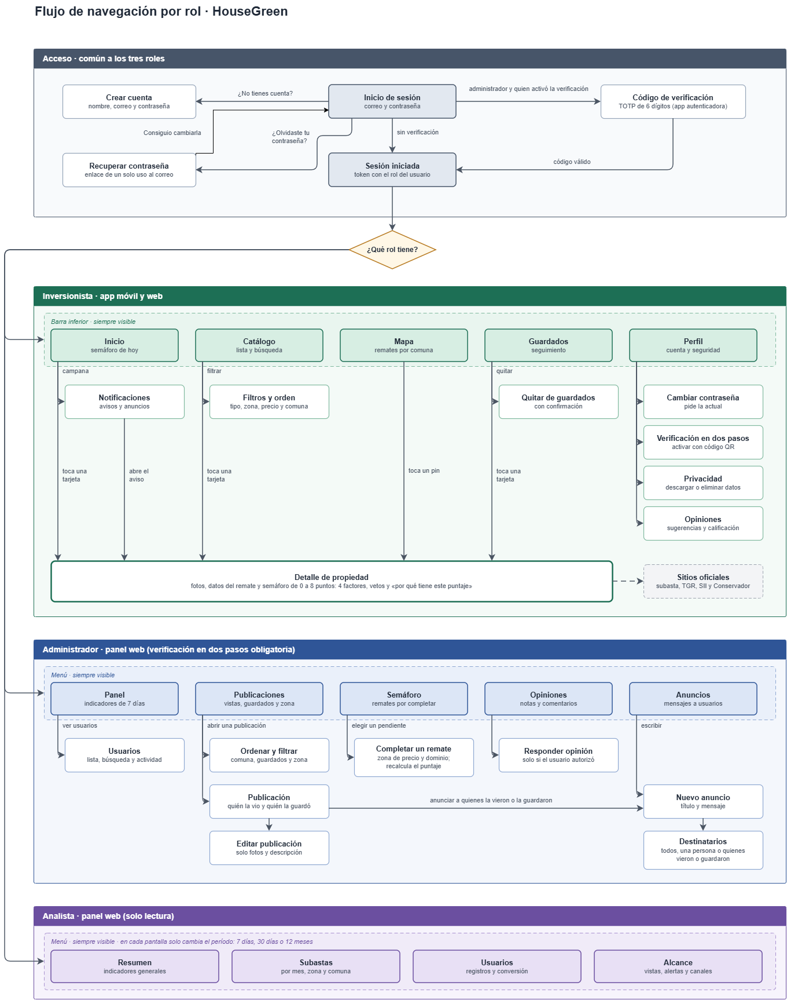 Flujo de navegación por rol · HouseGreen
Acceso · común a los tres roles
Crear cuenta
nombre, correo y contraseña
¿No tienes cuenta?
Inicio de sesión
correo y contraseña
administrador y quien activó la verificación
Código de verificación
TOTP de 6 dígitos (app autenticadora)
Consiguio cambiarla
¿Olvidaste tu
contraseña?
sin verificación
Recuperar contraseña
enlace de un solo uso al correo
Sesión iniciada
token con el rol del usuario
código válido
¿Qué rol tiene?
Inversionista · app móvil y web
Barra inferior · siempre visible
Inicio
semáforo de hoy
Catálogo
lista y búsqueda
Mapa
remates por comuna
Guardados
seguimiento
Perfil
cuenta y seguridad
campana
filtrar
quitar
Notificaciones
avisos y anuncios
Filtros y orden
tipo, zona, precio y comuna
Quitar de guardados
con confirmación
Cambiar contraseña
pide la actual
Verificación en dos pasos
activar con código QR
toca una
tarjeta
abre el
aviso
toca una
tarjeta
toca un pin
toca una
tarjeta
Privacidad
descargar o eliminar datos
Opiniones
sugerencias y calificación
Detalle de propiedad
fotos, datos del remate y semáforo de 0 a 8 puntos: 4 factores, vetos y «por qué tiene este puntaje»
Sitios oficiales
subasta, TGR, SII y Conservador
Administrador · panel web (verificación en dos pasos obligatoria)
Menú · siempre visible
Panel
indicadores de 7 días
Publicaciones
vistas, guardados y zona
Semáforo
remates por completar
Opiniones
notas y comentarios
Anuncios
mensajes a usuarios
ver usuarios
abrir una publicación
elegir un pendiente
escribir
Usuarios
lista, búsqueda y actividad
Ordenar y filtrar
comuna, guardados y zona
Completar un remate
zona de precio y dominio;
recalcula el puntaje
Responder opinión
solo si el usuario autorizó
Publicación
quién la vio y quién la guardó
anunciar a quienes la vieron o la guardaron
Nuevo anuncio
título y mensaje
Editar publicación
solo fotos y descripción
Destinatarios
todos, una persona o quienes
vieron o guardaron
Analista · panel web (solo lectura)
Menú · siempre visible · en cada pantalla solo cambia el período: 7 días, 30 días o 12 meses
Resumen
indicadores generales
Subastas
por mes, zona y comuna
Usuarios
registros y conversión
Alcance
vistas, alertas y canales